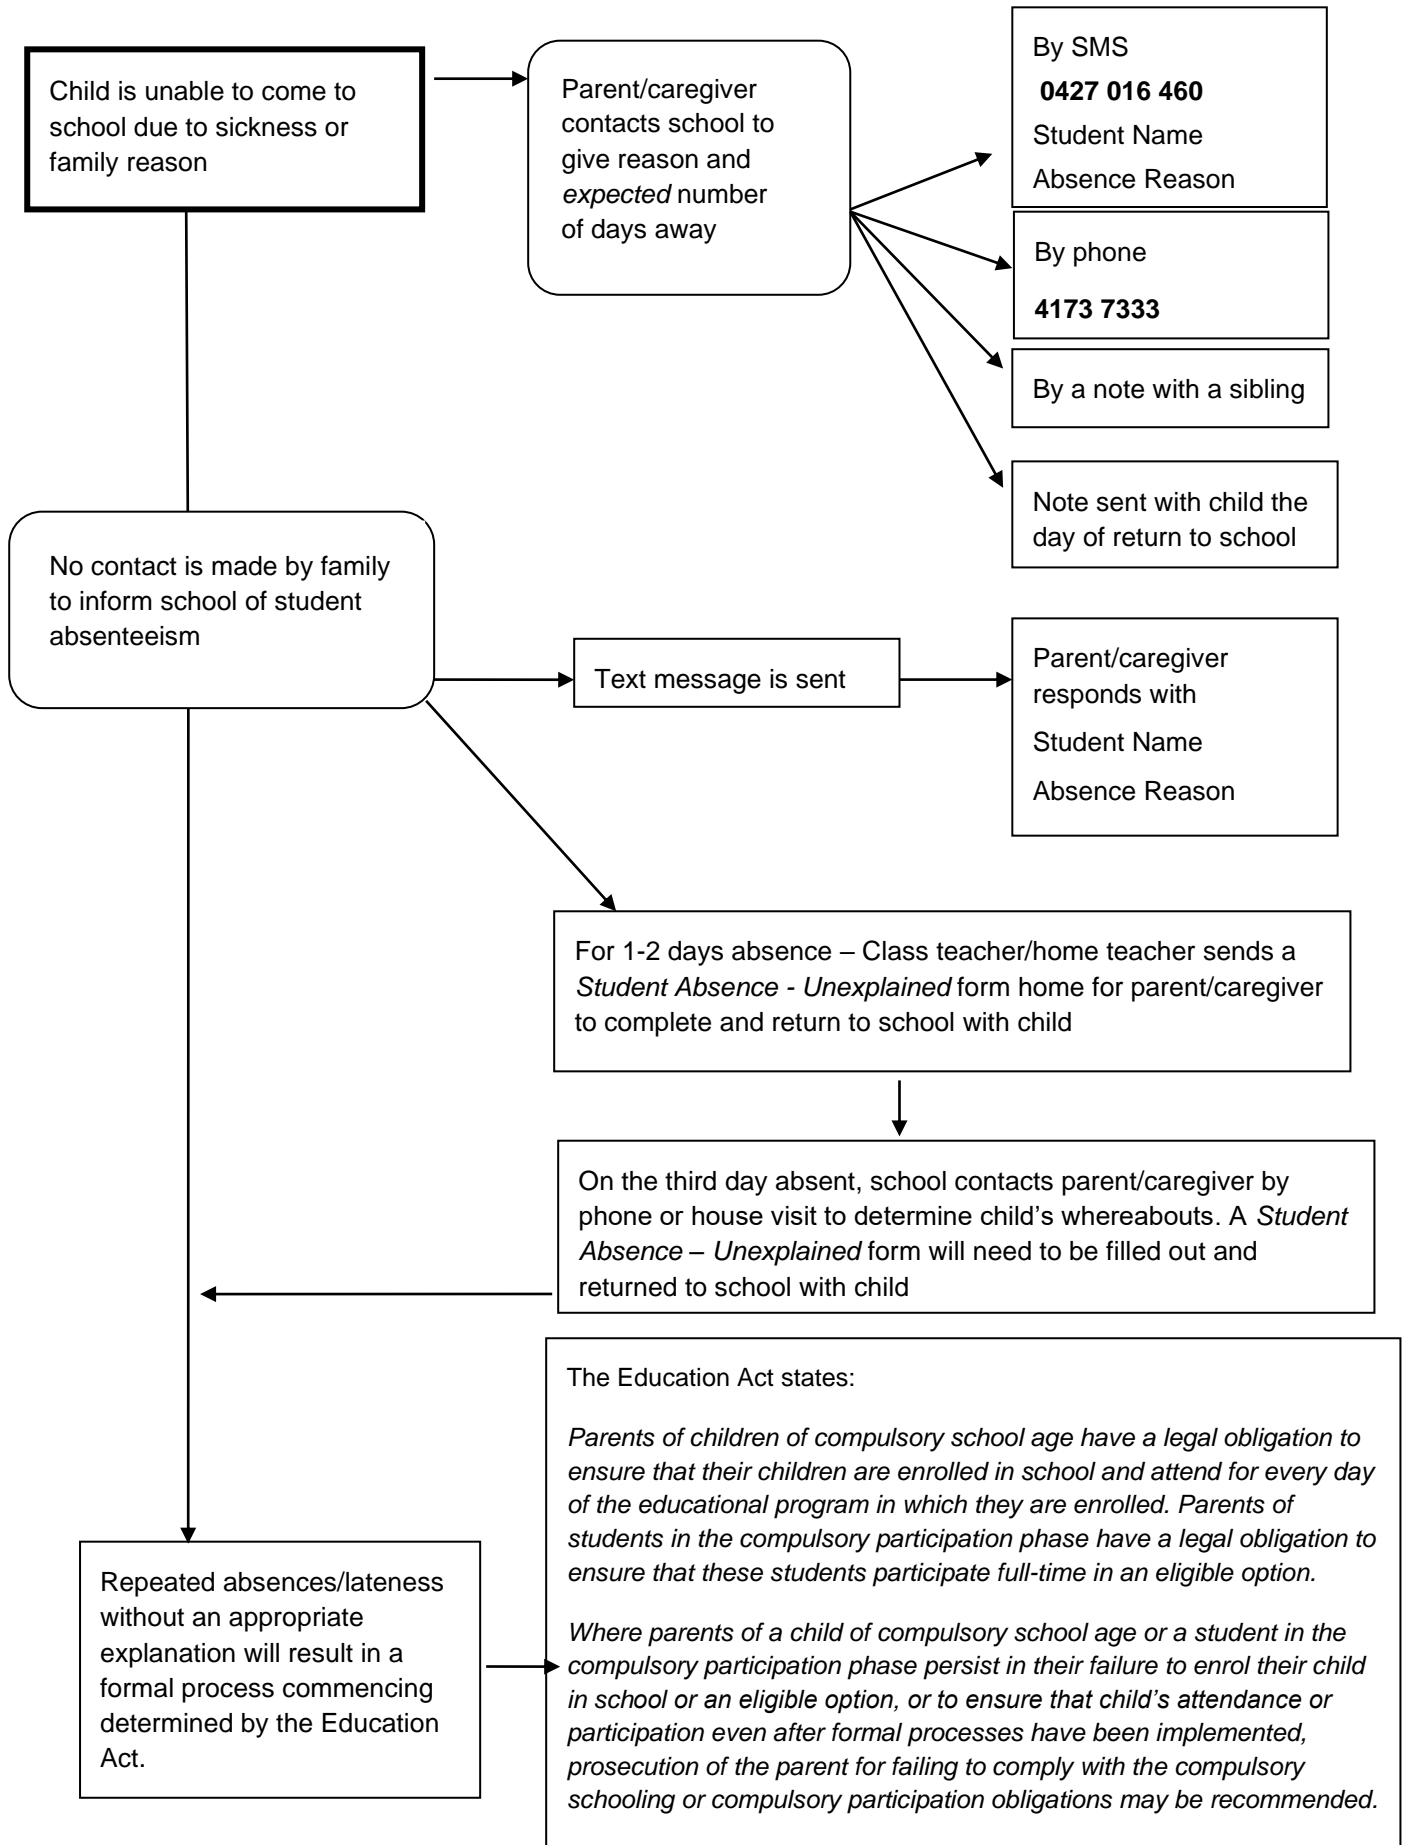 Child is unable to come to
school due to sickness or
family reason
Parent/caregiver
contacts school to
give reason and
expected number
of days away
By SMS
0427 016 460
Student Name
Absence Reason
By phone
4173 7333
By a note with a sibling
Note sent with child the
day of return to school
No contact is made by family
to inform school of student
absenteeism
Text message is sent
Parent/caregiver
responds with
Student Name
Absence Reason
For 1-2 days absence – Class teacher/home teacher sends a
Student Absence - Unexplained form home for parent/caregiver
to complete and return to school with child
On the third day absent, school contacts parent/caregiver by
phone or house visit to determine child’s whereabouts. A Student
Absence – Unexplained form will need to be filled out and
returned to school with child
Repeated absences/lateness
without an appropriate
explanation will result in a
formal process commencing
determined by the Education
Act.
The Education Act states:
Parents of children of compulsory school age have a legal obligation to
ensure that their children are enrolled in school and attend for every day
of the educational program in which they are enrolled. Parents of
students in the compulsory participation phase have a legal obligation to
ensure that these students participate full-time in an eligible option.
Where parents of a child of compulsory school age or a student in the
compulsory participation phase persist in their failure to enrol their child
in school or an eligible option, or to ensure that child’s attendance or
participation even after formal processes have been implemented,
prosecution of the parent for failing to comply with the compulsory
schooling or compulsory participation obligations may be recommended.